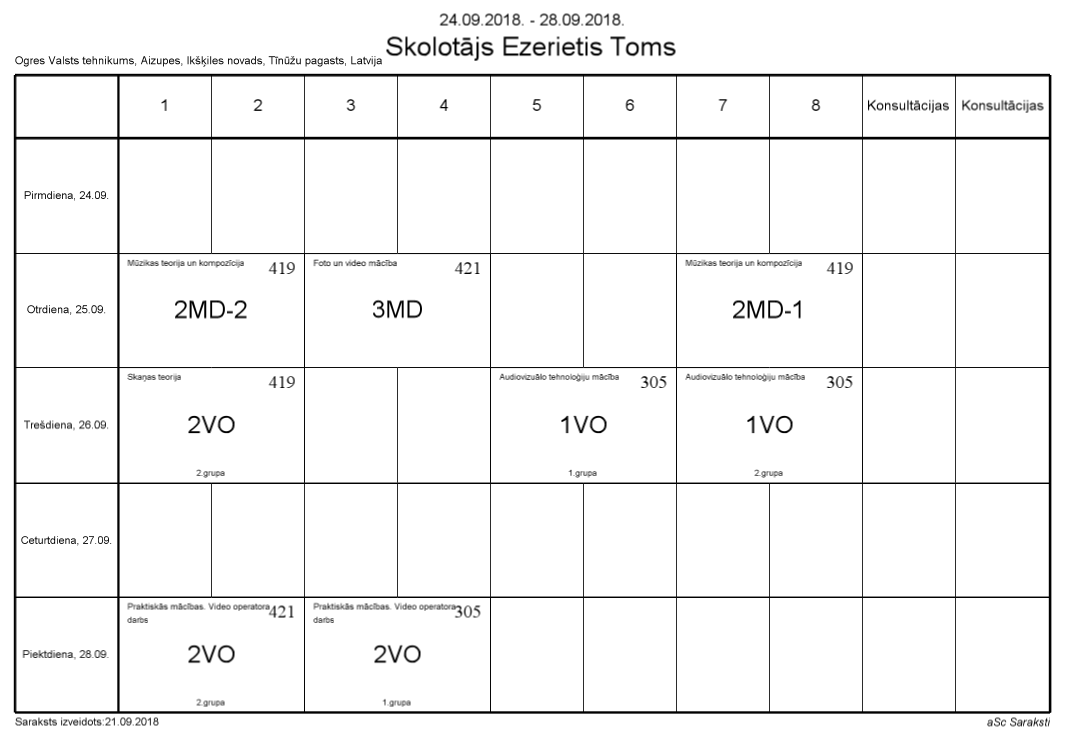 24.09.2018. - 28.09.2018.
Skolotājs Ezerietis Toms
Ogres Valsts tehnikums, Aizupes, Ikšķiles novads, Tīnūžu pagasts, Latvija
1 2 3 4 5 6 7 8 Konsultācijas Konsultācijas
Pirmdiena, 24.09.
Otrdiena, 25.09.
Mūzikas teorija un kompozīcija 419
2MD-2
Foto un video mācība 421
3MD
Mūzikas teorija un kompozīcija 419
2MD-1
Trešdiena, 26.09.
Skaņas teorija 419
2VO
2.grupa
Audiovizuālo tehnoloģiju mācība 305
1VO
1.grupa
Audiovizuālo tehnoloģiju mācība 305
1VO
2.grupa
Ceturtdiena, 27.09.
Piektdiena, 28.09.
Praktiskās mācības. Video operatora 421
darbs
2VO
2.grupa
Praktiskās mācības. Video operatora 305
darbs
2VO
1.grupa
Saraksts izveidots:21.09.2018
aSc Saraksti